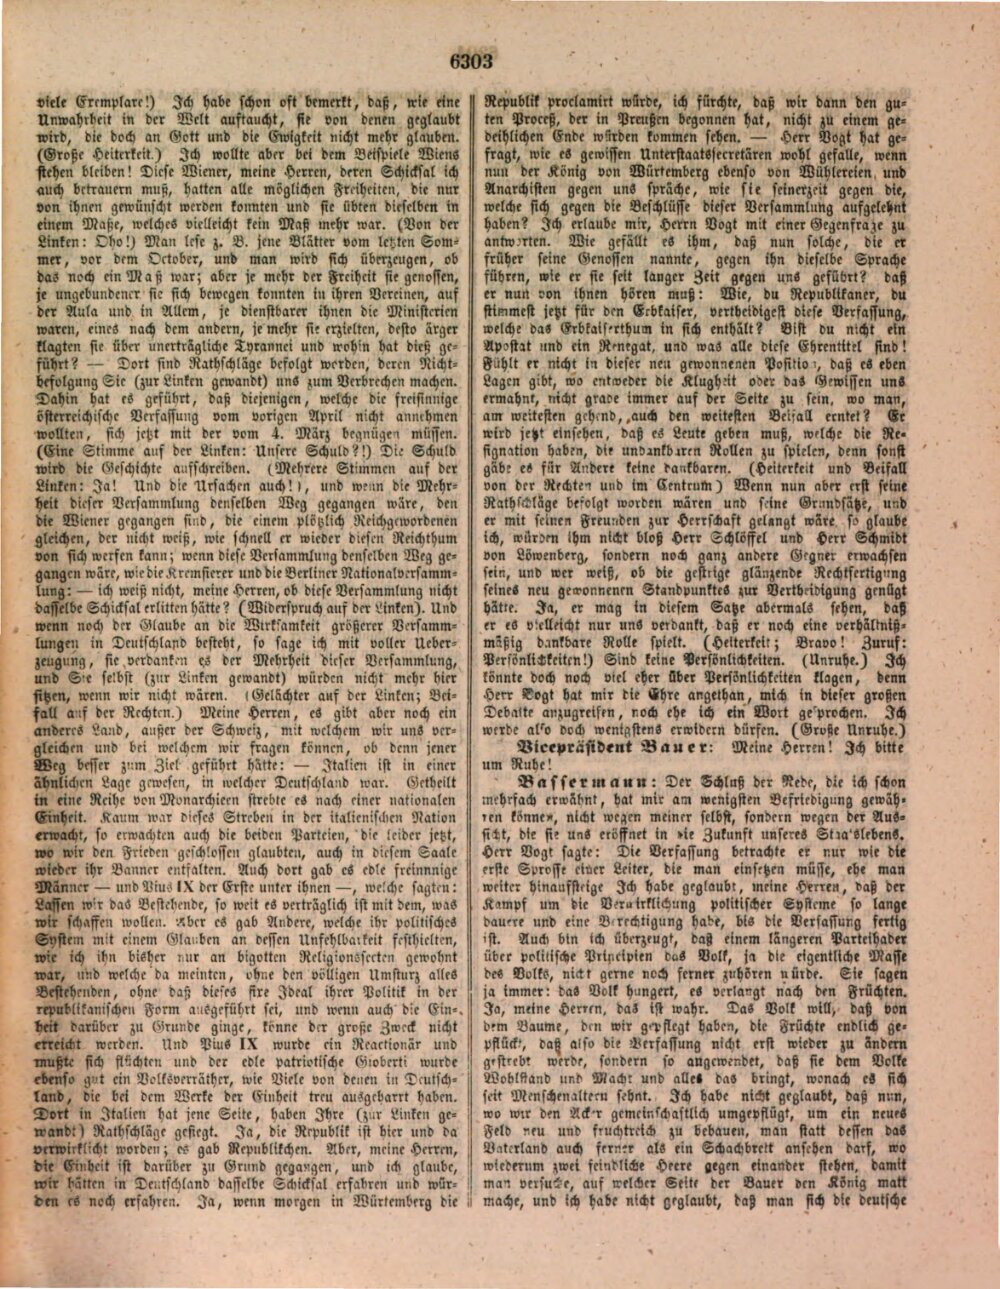 6303
viele Exemplare!) Ich habe schon oft bemerkt, daß, wie eine
Unwahrheit in der Welt auftaucht, sie von denen geglaubt
wird, die doch an Gott und die Ewigkeit nicht mehr glauben.
(Große Heiterkeit.) Ich wollte aber bei dem Beispiele Wiens
stehen bleiben! Diese Wiener, meine Herren, deren Schicksal ich
auch betrauern muß, hatten alle möglichen Freiheiten, die nur
von ihnen gewünscht werden konnten und sie übten dieselben in
einem Maße, welches vielleicht kein Maß mehr war. (Von der
Linken: Oho!) Man lese z. B. jene Blätter vom letzten Som-
mer, vor dem October, und man wird sich überzeugen, ob
das noch ein Maß war; aber je mehr der Freiheit sie genossen,
je ungebundener sie sich bewegen konnten in ihren Vereinen, auf
der Aula und in Allem, je dienstbarer ihnen die Ministerien
waren, eines nach dem andern, je mehr sie erzielten, desto ärger
klagten sie über unerträgliche Tyrannei und wohin hat dieß ge-
führt? — Dort sind Rathschläge befolgt worden, deren Nicht-
befolgung Sie (zur Linken gewandt) uns zum Verbrechen machen.
Dahin hat es geführt, daß diejenigen, welche die freisinnige
österreichische Verfassung vom vorigen April nicht annehmen
wollten, sich jetzt mit der vom 4. März begnügen müssen.
(Eine Stimme auf der Linken: Unsere Schuld?!) Die Schuld
wird die Geschichte aufschreiben. (Mehrere Stimmen auf der
Linken: Ja! Und die Ursachen auch!), und wenn die Mehr-
heit dieser Versammlung denselben Weg gegangen wäre, den
die Wiener gegangen sind, die einem plötzlich Reichgewordenen
gleichen, der nicht weiß, wie schnell er wieder diesen Reichthum
von sich werfen kann; wenn diese Versammlung denselben Weg ge-
gangen wäre, wie die Kremsierer und die Berliner Nationalversamm-
lung: — ich weiß nicht, meine Herren, ob diese Versammlung nicht
dasselbe Schicksal erlitten hätte? (Widerspruch auf der Linken). Und
wenn noch der Glaube an die Wirksamkeit größerer Versamm-
lungen in Deutschland besteht, so sage ich mit voller Ueber-
zeugung, sie verdanken es der Mehrheit dieser Versammlung,
und Sie selbst (zur Linken gewandt) würden nicht mehr hier
sitzen, wenn wir nicht wären. (Gelächter auf der Linken; Bei-
fall auf der Rechten.) Meine Herren, es gibt aber noch ein
anderes Land, außer der Schweiz, mit welchem wir uns ver-
gleichen und bei welchem wir fragen können, ob denn jener
Weg besser zum Ziel geführt hätte: — Italien ist in einer
ähnlichen Lage gewesen, in welcher Deutschland war. Getheilt
in eine Reihe von Monarchieen strebte es nach einer nationalen
Einheit. Kaum war dieses Streben in der italienischen Nation
erwacht, so erwachten auch die beiden Parteien, die leider jetzt,
wo wir den Frieden geschlossen glaubten, auch in diesem Saale
wieder ihr Banner entfalten. Auch dort gab es edle freinnnige
Männer — und Pius IX der Erste unter ihnen —, welche sagten:
Lassen wir das Bestehende, so weit es verträglich ist mit dem, was
wir schaffen wollen. Aber es gab Andere, welche ihr politisches
System mit einem Glauben an dessen Unfehlbarkeit festhielten,
wie ich ihn bisher nur an bigotten Religionssecten gewohnt
war, und welche da meinten, ohne den völligen Umsturz alles
Bestehenden, ohne daß dieses fixe Ideal ihrer Politik in der
republikanischen Form ausgeführt sei, und wenn auch die Ein-
heit darüber zu Grunde ginge, könne der große Zweck nicht
erreicht werden. Und Pius IX wurde ein Reactionär und
mußte sich flüchten und der edle patriotische Gioberti wurde
ebenso gut ein Volksverräther, wie Viele von denen in Deutsch-
land, die bei dem Werke der Einheit treu ausgeharrt haben.
Dort in Italien hat jene Seite, haben Ihre (zur Linken ge-
wandt) Rathschläge gesiegt. Ja, die Republik ist hier und da
verwirklicht worden; es gab Republikchen. Aber, meine Herren,
die Einheit ist darüber zu Grund gegangen, und ich glaube,
wir hätten in Deutschland dasselbe Schicksal erfahren und wür-
den es noch erfahren. Ja, wenn morgen in Würtemberg die
Republik proclamirt würde, ich fürchte, daß wir dann den gu-
ten Proceß, der in Preußen begonnen hat, nicht zu einem ge-
deihlichen Ende würden kommen sehen. — Herr Vogt hat ge-
fragt, wie es gewissen Unterstaatssecretären wohl gefalle, wenn
nun der König von Würtemberg ebenso von Wühlereien, und
Anarchisten gegen uns spräche, wie sie seinerzeit gegen die,
welche sich gegen die Beschlüsse dieser Versammlung aufgelehnt
haben? Ich erlaube mir, Herrn Vogt mit einer Gegenfrage zu
antworten. Wie gefällt es ihm, daß nun solche, die er
früher seine Genossen nannte, gegen ihn dieselbe Sprache
führen, wie er sie seit langer Zeit gegen uns geführt? daß
er nun von ihnen hören muß: Wie, du Republikaner, du
stimmest jetzt für den Erbkaiser, vertheidigest diese Verfassung,
welche das Erbkaiserthum in sich enthält? Bist du nicht ein
Apostat und ein Renegat, und was alle diese Ehrentitel sind!
Fühlt er nicht in dieser neu gewonnenen Position, daß es eben
Lagen gibt, wo entweder die Klugheit oder das Gewissen uns
ermahnt, nicht grade immer auf der Seite zu sein, wo man,
am weitesten gehend, auch den weitesten Beifall erntet? Er
wird jetzt einsehen, daß es Leute geben muß, welche die Re-
signation haben, die undankbaren Rollen zu spielen, denn sonst
gäbe es für Andere keine dankbaren. (Heiterkeit und Beifall
von der Rechten und im Centrum) Wenn nun aber erst seine
Rathschläge befolgt worden wären und seine Grundsätze, und
er mit seinen Freunden zur Herrschaft gelangt wäre, so glaube
ich, würden ihm nicht bloß Herr Schlöffel und Herr Schmidt
von Löwenberg, sondern noch ganz andere Gegner erwachsen
sein, und wer weiß, ob die gestrige glänzende Rechtfertigung
seines neu gewonnenen Standpunktes zur Vertheidigung genügt
hätte. Ja, er mag in diesem Satze abermals sehen, daß
er es vielleicht nur uns verdankt, daß er noch eine verhältniß-
mäßig dankbare Rolle spielt. (Heiterkeit; Bravo! Zuruf:
Persönlichkeiten!) Sind keine Persönlichkeiten. (Unruhe.) Ich
könnte doch noch viel eher über Persönlichkeiten klagen, denn
Herr Vogt hat mir die Ehre angethan, mich in dieser großen
Debatte anzugreifen, noch ehe ich ein Wort gesprochen. Ich
werde also doch wenigstens erwidern dürfen. (Große Unruhe.)
Vicepräsident Bauer: Meine Herren! Ich bitte
um Ruhe!
Bassermann: Der Schluß der Rede, die ich schon
mehrfach erwähnt, hat mir am wenigsten Befriedigung gewäh-
ren können, nicht wegen meiner selbst, sondern wegen der Aus-
sicht, die sie uns eröffnet in die Zukunft unseres Staatslebens.
Herr Vogt sagte: Die Verfassung betrachte er nur wie die
erste Sprosse einer Leiter, die man einsetzen müsse, ehe man
weiter hinaufsteige Ich habe geglaubt, meine Herren, daß der
Kampf um die Verwirklichung politischer Systeme so lange
dauere und eine Berechtigung habe, bis die Verfassung fertig
ist. Auch bin ich überzeugt, daß einem längeren Parteihader
über politische Principien das Volk, ja die eigentliche Masse
des Volks, nicht gerne noch ferner zuhören würde. Sie sagen
ja immer: das Volk hungert, es verlangt nach den Früchten.
Ja, meine Herren, das ist wahr. Das Volk will, daß von
dem Baume, den wir gepflegt haben, die Früchte endlich ge-
pflückt, daß also die Verfassung nicht erst wieder zu ändern
gestrebt werde, sondern so angewendet, daß sie dem Volke
Wohlstand und Macht und alles das bringt, wonach es sich
seit Menschenaltern sehnt. Ich habe nicht geglaubt, daß nun,
wo wir den Acker gemeinschaftlich umgepflügt, um ein neues
Feld neu und fruchtreich zu bebauen, man statt dessen das
Vaterland auch ferner als ein Schachbrett ansehen darf, wo
wiederum zwei feindliche Heere gegen einander stehen, damit
man versuche, auf welcher Seite der Bauer den König matt
mache, und ich habe nicht geglaubt, daß man sich die deutsche